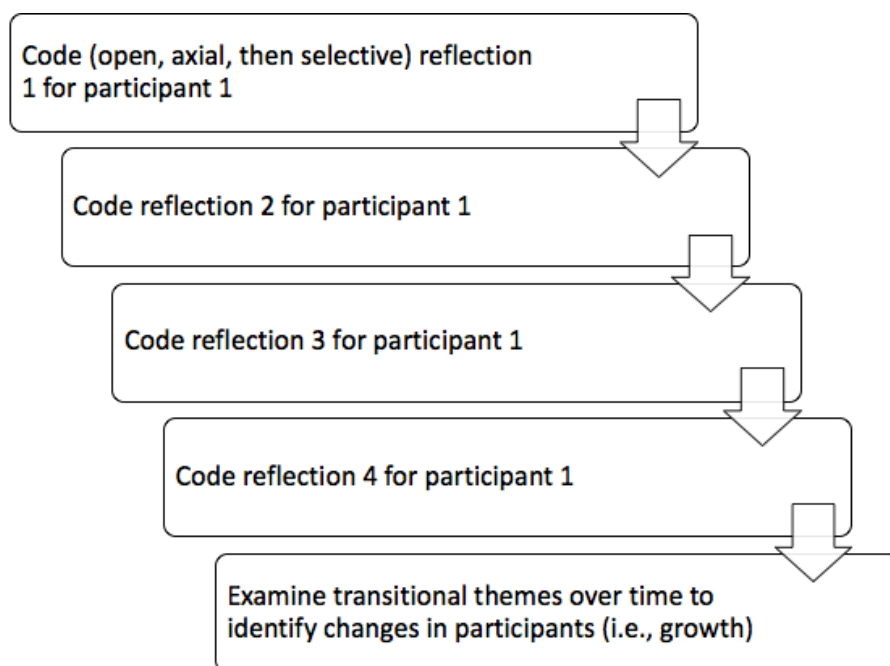 Code (open, axial, then selective) reflection
1 for participant 1
Code reflection 2 for participant 1
Code reflection 3 for participant 1
Code reflection 4 for participant 1
Examine transitional themes over time to
identify changes in participants (i.e., growth)